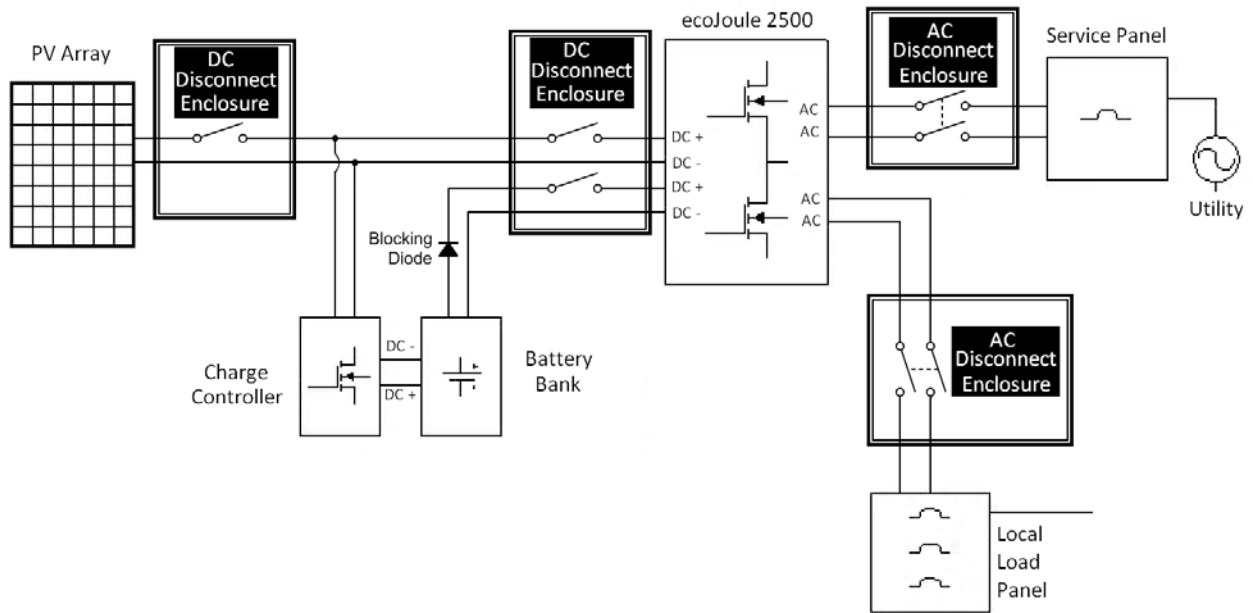 PV Array
DC
Disconnect
Enclosure
DC
Disconnect
Enclosure
ecoJoule 2500
AC
Disconnect
Enclosure
Service Panel
Utility
DC +
DC -
DC +
DC -
AC
AC
AC
AC
Blocking
Diode
Charge
Controller
DC -
DC +
Battery
Bank
AC
Disconnect
Enclosure
Local
Load
Panel